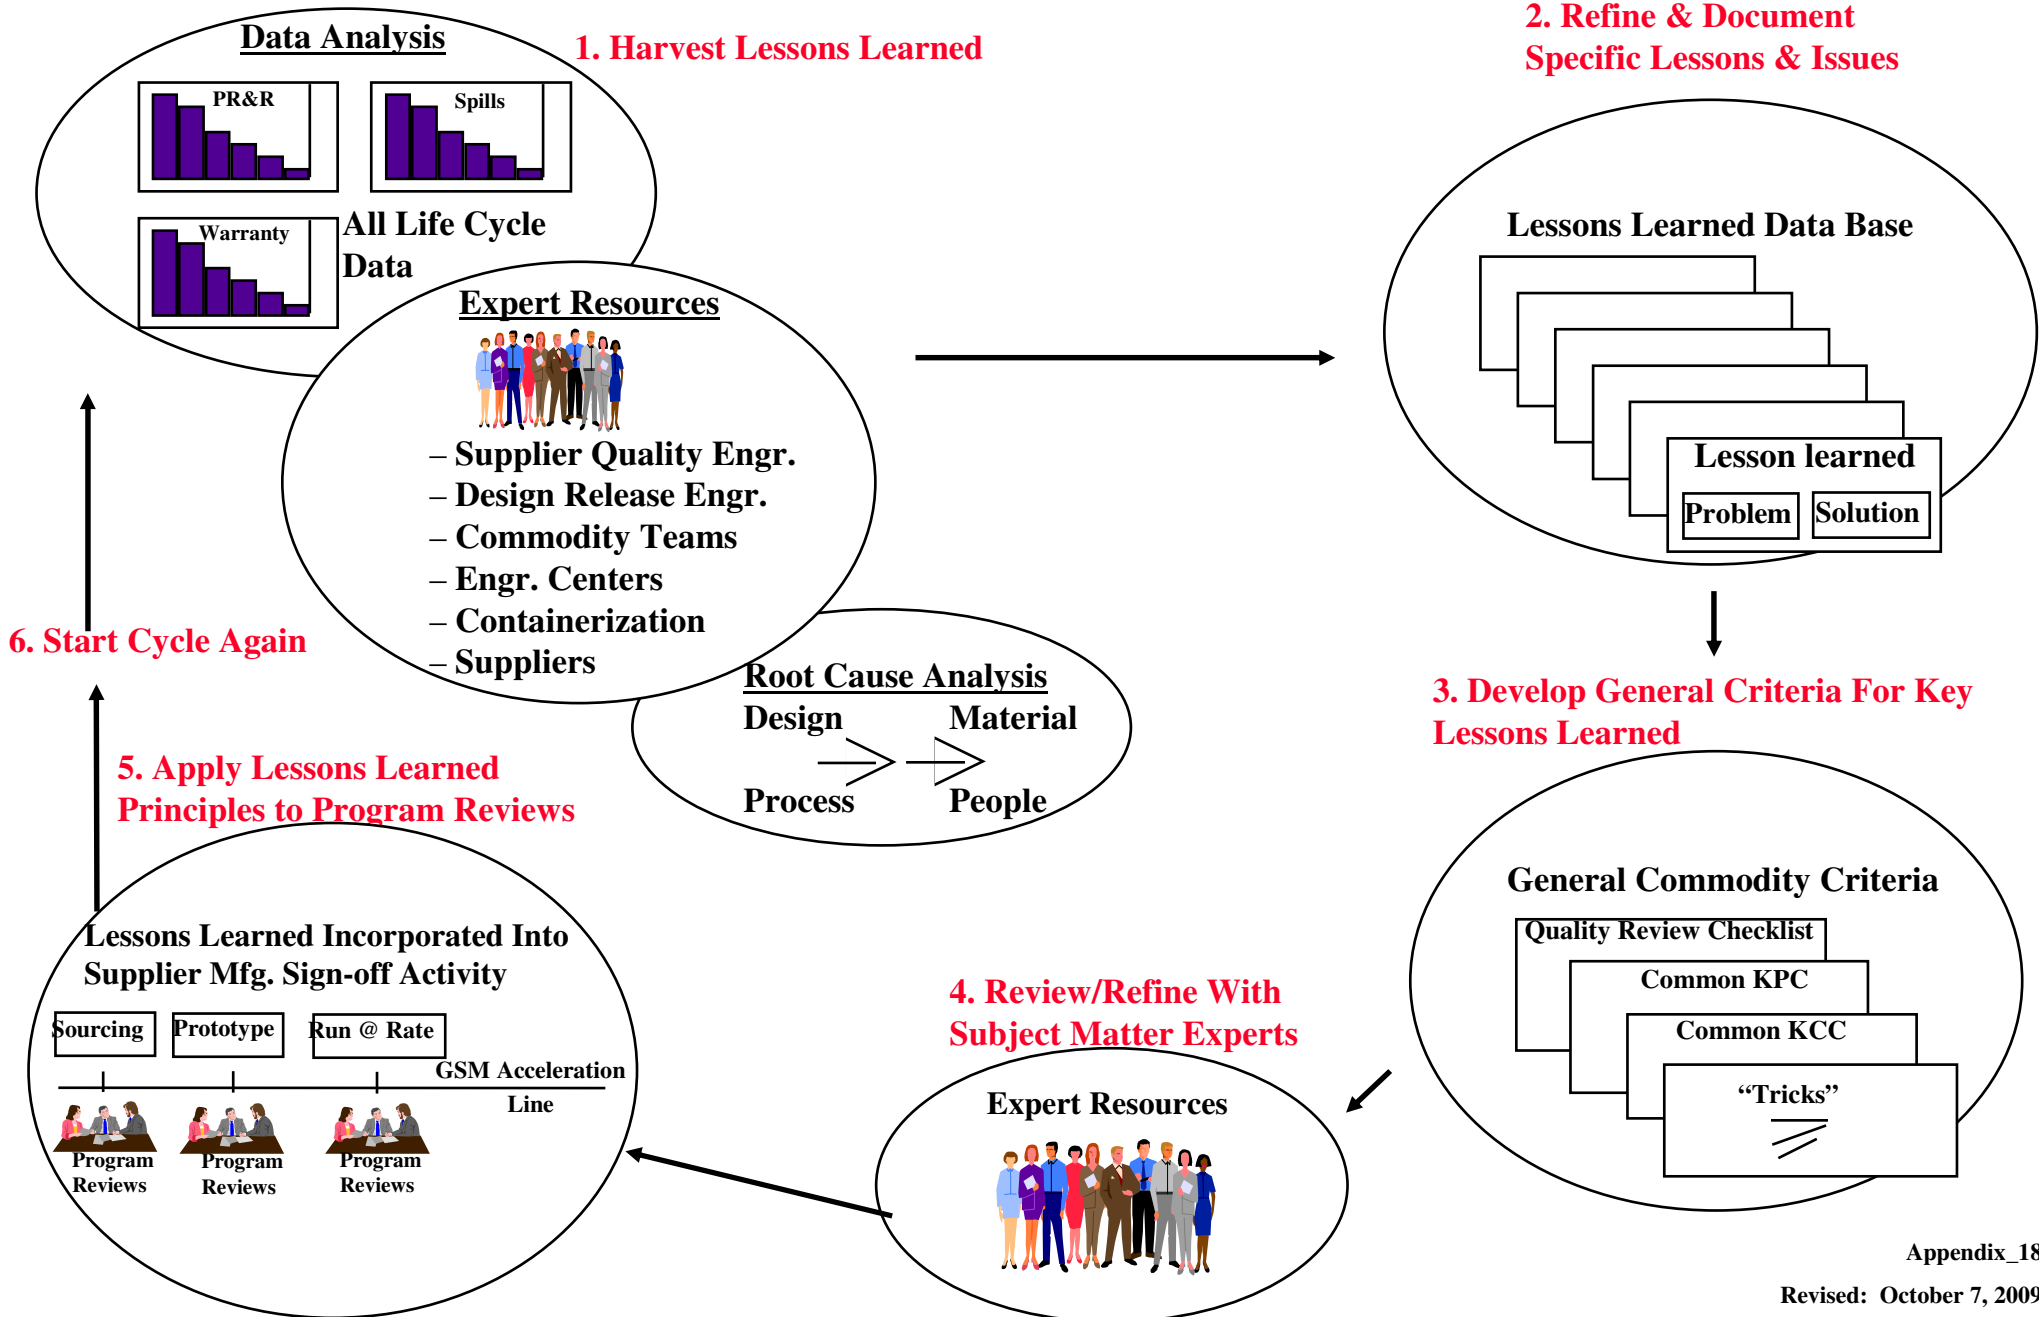 Data Analysis
1. Harvest Lessons Learned
PR&R
Spills
Warranty
All Life Cycle
Data
Expert Resources
– Supplier Quality Engr.
– Design Release Engr.
– Commodity Teams
– Engr. Centers
– Containerization
– Suppliers
Root Cause Analysis
Design Material
Process People
2. Refine & Document
Specific Lessons & Issues
Lessons Learned Data Base
Lesson learned
Problem
Solution
3. Develop General Criteria For Key
Lessons Learned
General Commodity Criteria
Quality Review Checklist
Common KPC
Common KCC
“Tricks”
4. Review/Refine With
Subject Matter Experts
Expert Resources
5. Apply Lessons Learned
Principles to Program Reviews
Lessons Learned Incorporated Into
Supplier Mfg. Sign-off Activity
Sourcing
Prototype
Run @ Rate
GSM Acceleration
Line
Program
Reviews
Program
Reviews
Program
Reviews
6. Start Cycle Again
Appendix_18
Revised: October 7, 2009